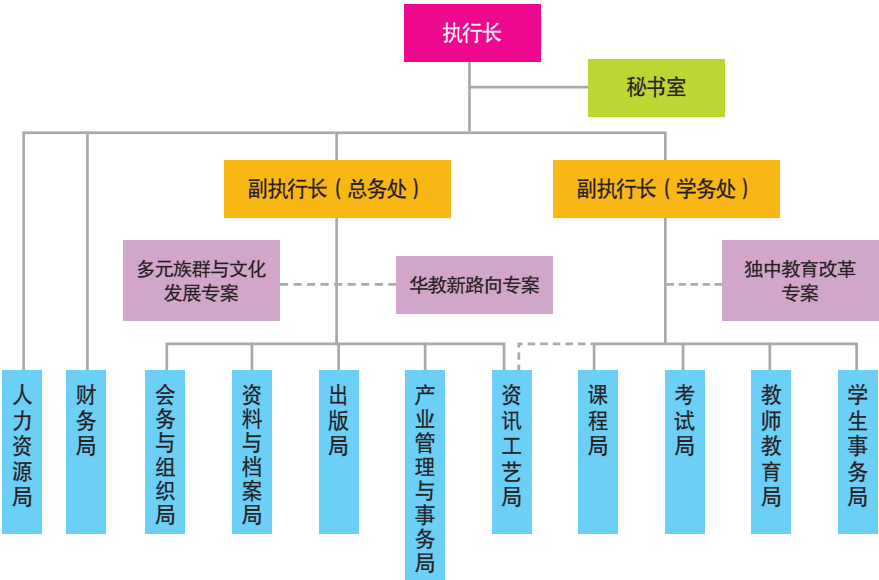 执行长
秘书室
副执行长（总务处）
副执行长（学务处）
多元族群与文化
发展专案
华教新路向专案
独中教育改革
专案
人力资源局
财务局
会务与组织局
资料与档案局
出版局
产业管理与事务局
资讯工艺局
课程局
考试局
教师教育局
学生事务局